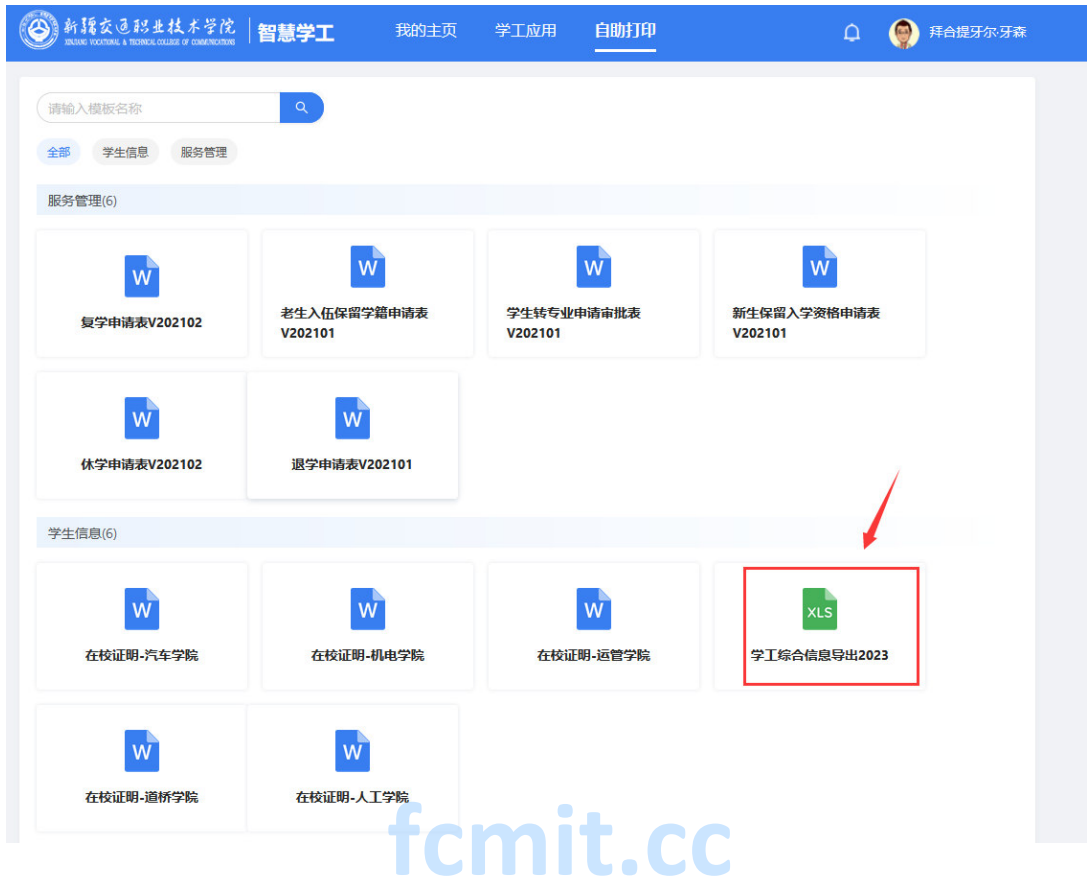 新疆交通职业技术学院
XINJIANG VOCATIONAL & TECHNICAL COLLEGE OF COMMUNICATIONS
智慧学工
我的主页
学工应用
自助打印
拜合提牙尔·牙森
请输入模板名称
全部
学生信息
服务管理
服务管理(6)
W
W
W
W
复学申请表V202102
老生入伍保留学籍申请表
V202101
学生转专业申请审批表
V202101
新生保留入学资格申请表
V202101
W
W
休学申请表V202102
退学申请表V202101
学生信息(6)
W
W
W
XLS
在校证明-汽车学院
在校证明-机电学院
在校证明-运管学院
学工综合信息导出2023
W
W
在校证明-道桥学院
在校证明-人工学院
fcmit.cc